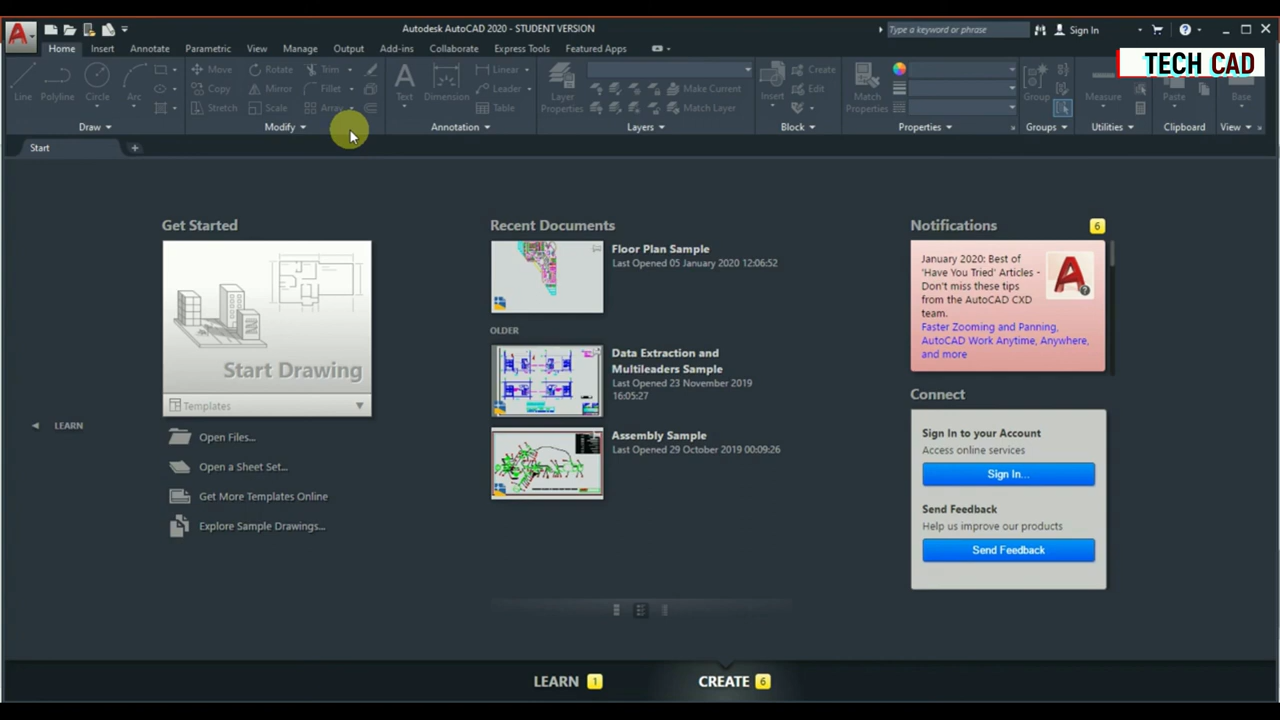 Autodesk AutoCAD 2020 - STUDENT VERSION
Type a keyword or phrase
Sign In
TECH CAD
Home Insert Annotate Parametric View Manage Output Add-ins Collaborate Express Tools Featured Apps
Line Polyline Circle Arc
Move Rotate Trim
Copy Mirror Fillet
Stretch Scale Array
Text Dimension
Linear
Leader
Table
Layer Properties
Make Current
Match Layer
Insert
Create
Edit
Match Properties
Group
Measure
Paste
Base
Draw Modify Annotation Layers Block Properties Groups Utilities Clipboard View
Start
Get Started
Start Drawing
Templates
Open Files...
Open a Sheet Set...
Get More Templates Online
Explore Sample Drawings...
LEARN
Recent Documents
Floor Plan Sample
Last Opened 05 January 2020 12:06:52
OLDER
Data Extraction and
Multileaders Sample
Last Opened 23 November 2019
16:05:27
Assembly Sample
Last Opened 29 October 2019 00:09:26
Notifications 6
January 2020: Best of
'Have You Tried' Articles -
Don't miss these tips
from the AutoCAD CXD
team.
Faster Zooming and Panning,
AutoCAD Work Anytime, Anywhere,
and more
Connect
Sign In to your Account
Access online services
Sign In...
Send Feedback
Help us improve our products
Send Feedback
LEARN 1
CREATE 6